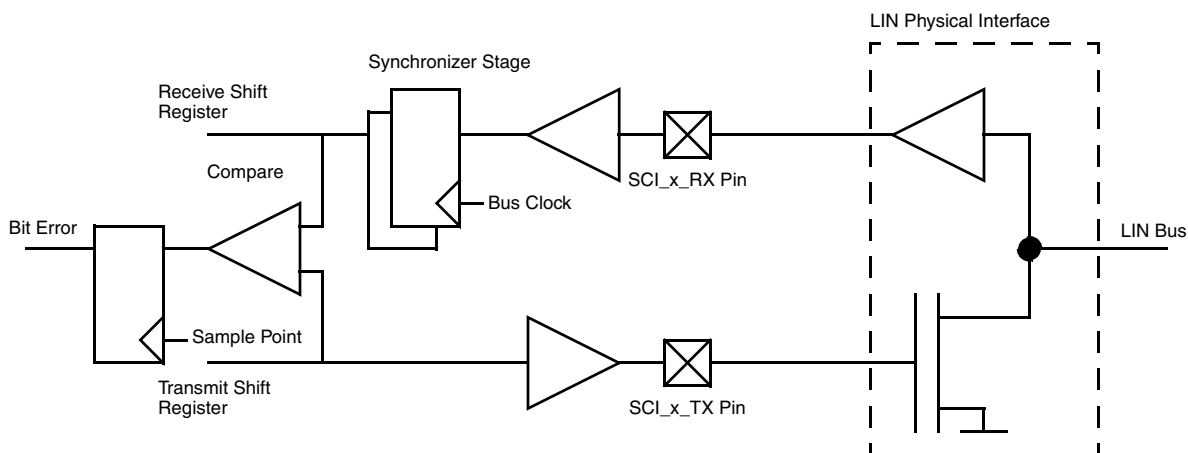 LIN Physical Interface
Synchronizer Stage
Receive Shift
Register
Compare
SCI_x_RX Pin
Bus Clock
Bit Error
LIN Bus
Sample Point
Transmit Shift
Register
SCI_x_TX Pin